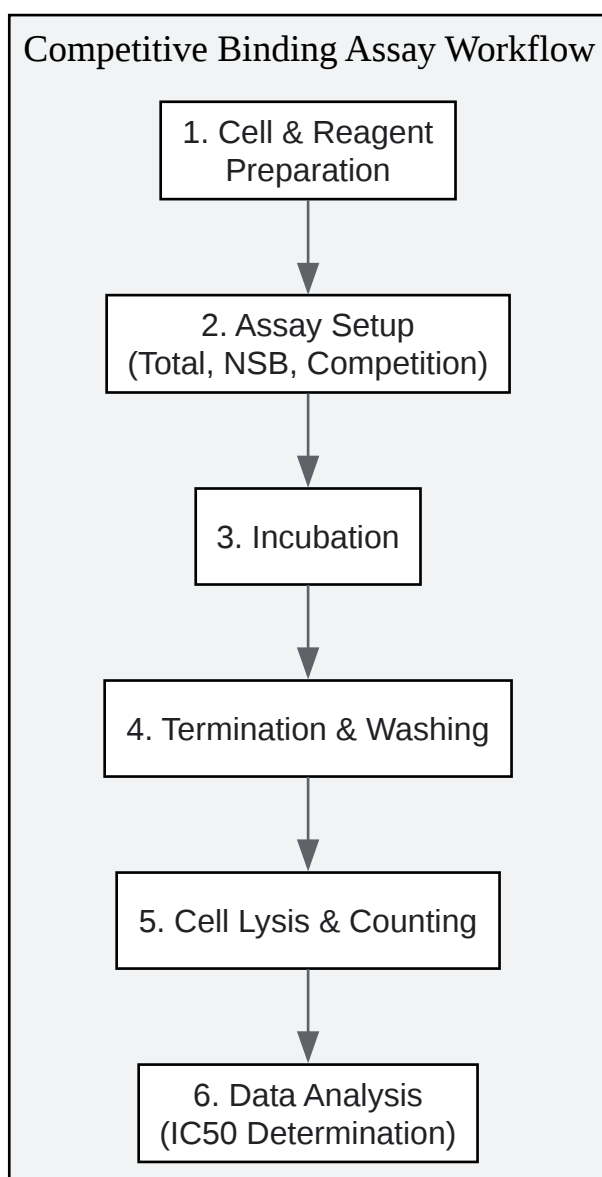 Competitive Binding Assay Workflow
1. Cell & Reagent
Preparation
2. Assay Setup
(Total, NSB, Competition)
3. Incubation
4. Termination & Washing
5. Cell Lysis & Counting
6. Data Analysis
(IC50 Determination)